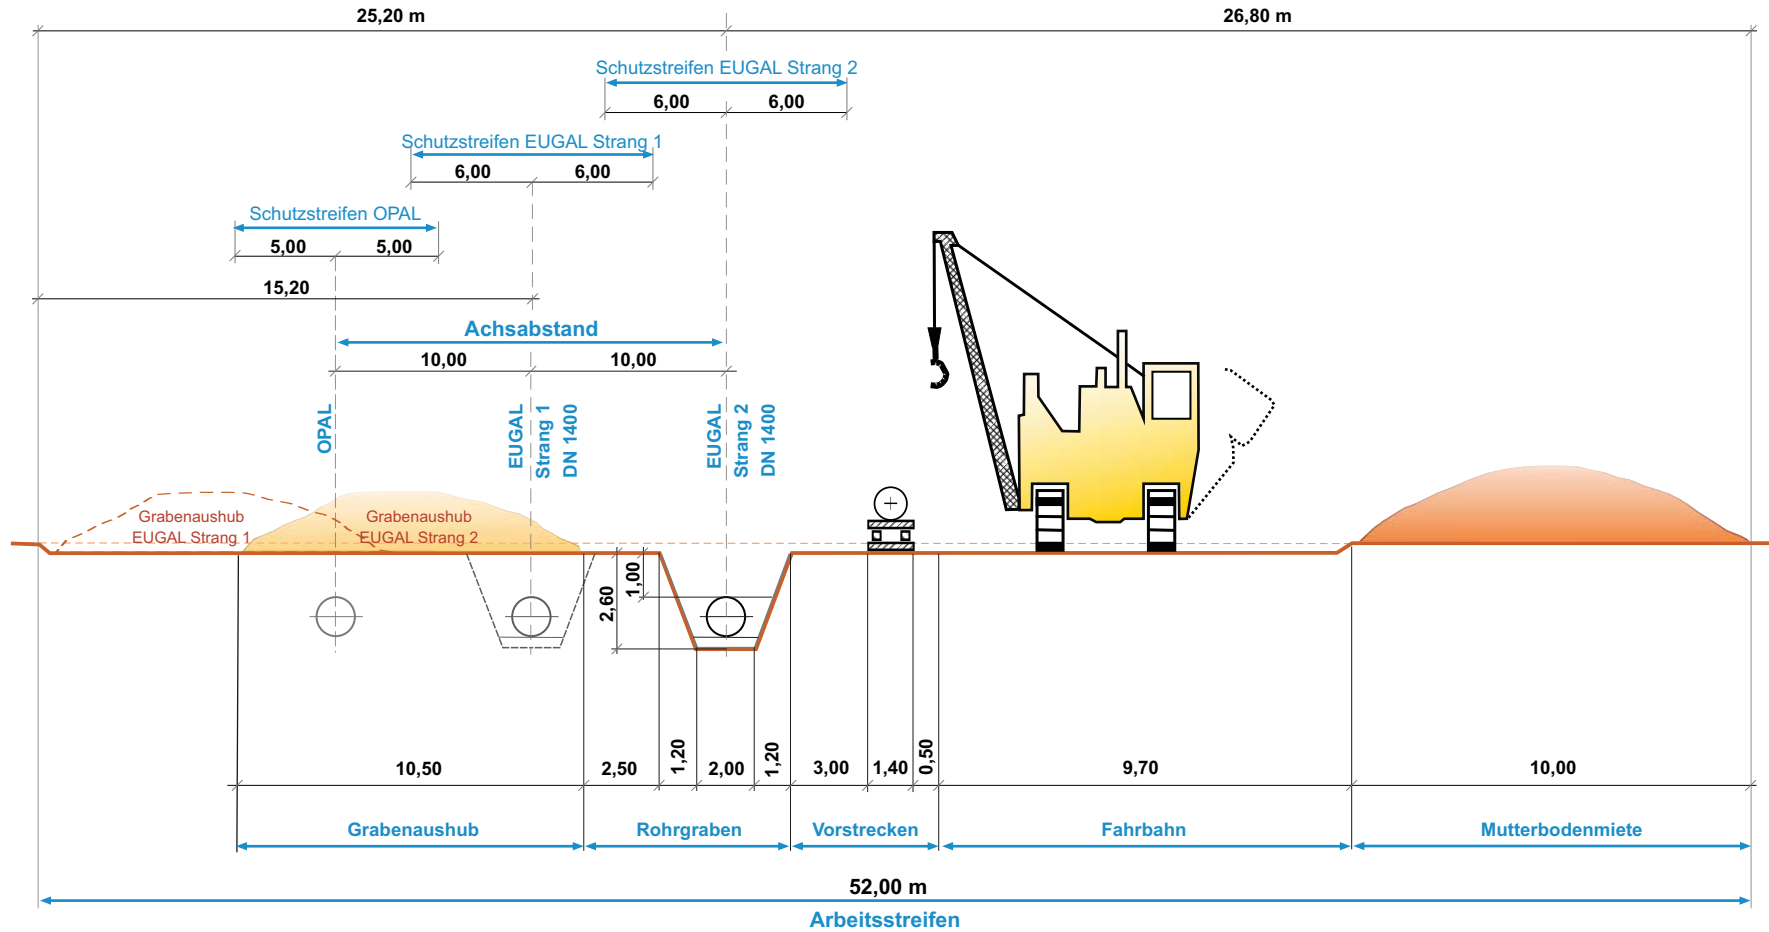 25,20 m
26,80 m
Schutzstreifen EUGAL Strang 2
6,00
6,00
Schutzstreifen EUGAL Strang 1
6,00
6,00
Schutzstreifen OPAL
5,00
5,00
15,20
Achsabstand
10,00
10,00
OPAL
EUGAL
Strang 1
DN 1400
EUGAL
Strang 2
DN 1400
Grabenaushub
EUGAL Strang 1
Grabenaushub
EUGAL Strang 2
1,00
2,60
10,50
2,50
1,20
2,00
1,20
3,00
1,40
0,50
9,70
10,00
Grabenaushub
Rohrgraben
Vorstrecken
Fahrbahn
Mutterbodenmiete
52,00 m
Arbeitsstreifen